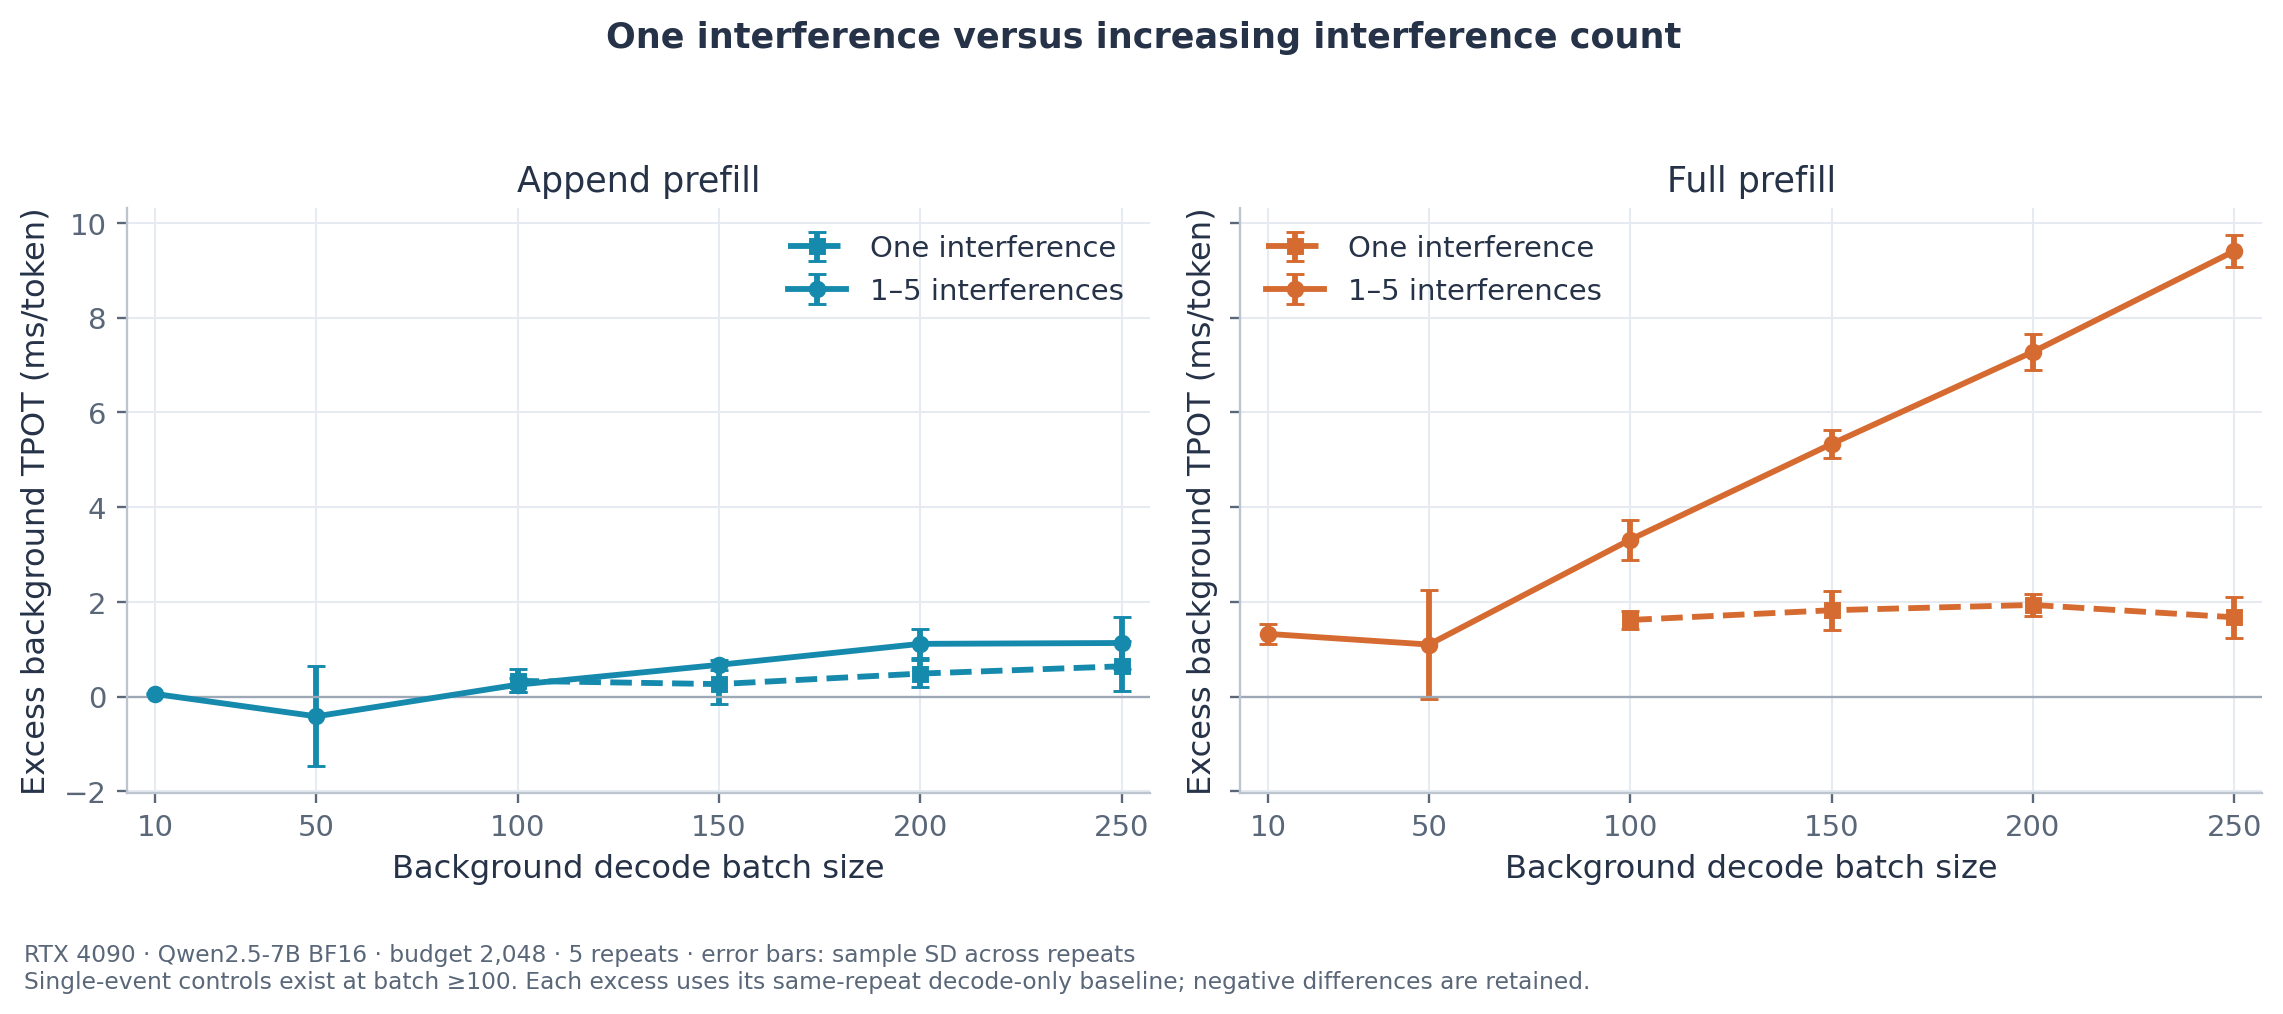 One interference versus increasing interference count
Append prefill
Excess background TPOT (ms/token)
10
8
6
4
2
0
−2
One interference
1–5 interferences
10 50 100 150 200 250
Background decode batch size
Full prefill
Excess background TPOT (ms/token)
One interference
1–5 interferences
10 50 100 150 200 250
Background decode batch size
RTX 4090 · Qwen2.5-7B BF16 · budget 2,048 · 5 repeats · error bars: sample SD across repeats
Single-event controls exist at batch ≥100. Each excess uses its same-repeat decode-only baseline; negative differences are retained.